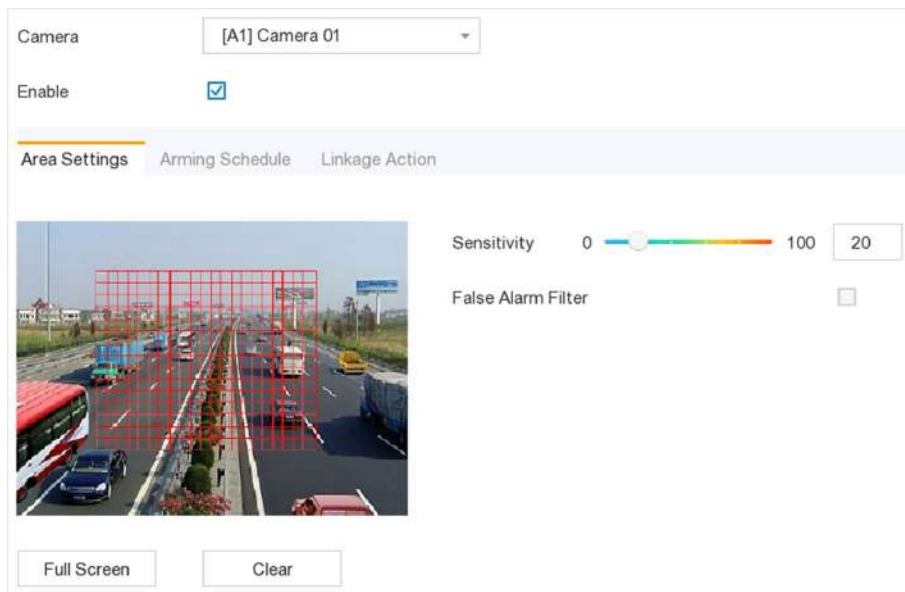 Camera [A1] Camera 01
Enable
Area Settings Arming Schedule Linkage Action
Sensitivity 0 100 20
False Alarm Filter
Full Screen Clear